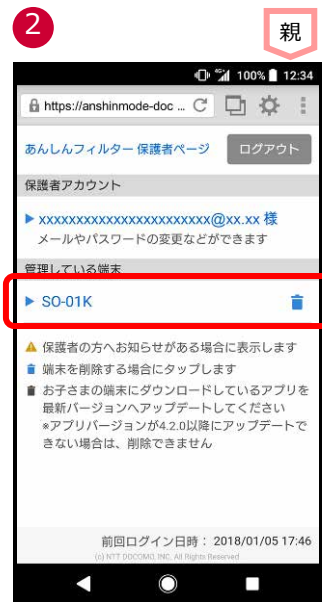 2
親
100% 12:34
https://anshinmode-doc ...
あんしんフィルター 保護者ページ ログアウト
保護者アカウント
xxxxxxxxxxxxxxxxxxxxxxx@xx.xx 様
メールやパスワードの変更などができます
管理している端末
SO-01K
保護者の方へお知らせがある場合に表示します
端末を削除する場合にタップします
お子さまの端末にダウンロードしているアプリを
最新バージョンへアップデートしてください
※アプリバージョンが4.2.0以降にアップデートで
きない場合は、削除できません
前回ログイン日時： 2018/01/05 17:46
(c) NTT DOCOMO, INC. All Rights Reserved